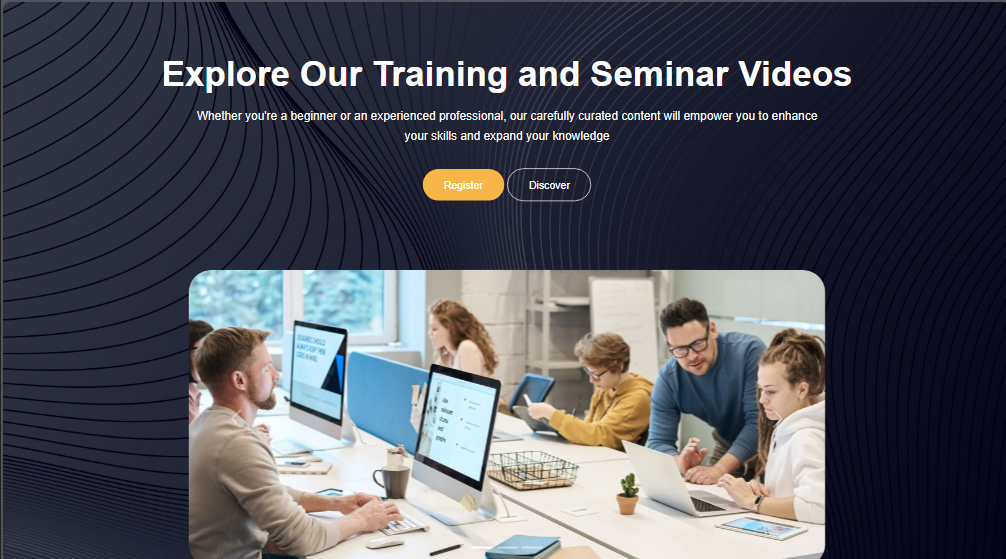 Explore Our Training and Seminar Videos
Whether you're a beginner or an experienced professional, our carefully curated content will empower you to enhance
your skills and expand your knowledge
Register
Discover